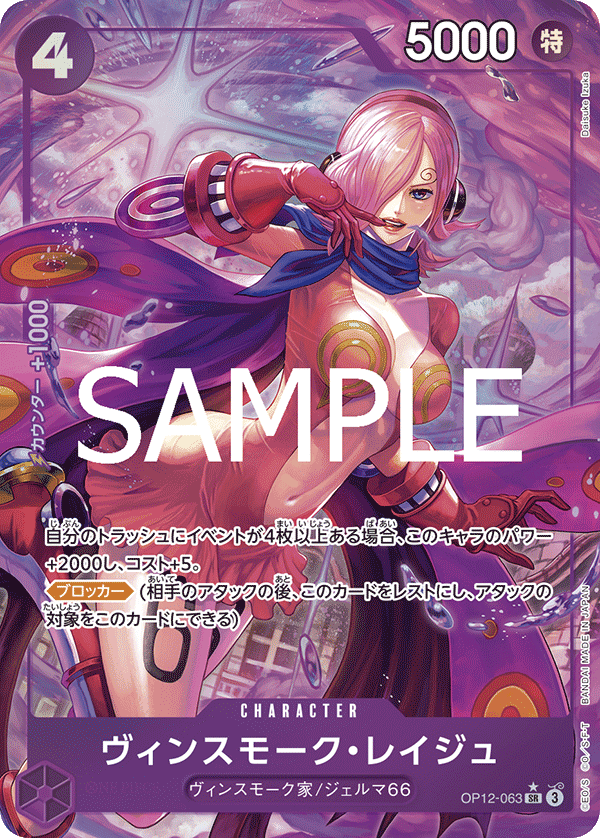 4
5000 特
Daisuke Iizuka
カウンター +1000
SAMPLE
自分のトラッシュにイベントが4枚以上ある場合、このキャラのパワー
+2000し、コスト+5。
ブロッカー (相手のアタックの後、このカードをレストにし、アタックの
対象をこのカードにできる)
CHARACTER
ヴィンスモーク・レイジュ
ヴィンスモーク家/ジェルマ66
OP12-063 SR 3
©E.O/S. ©O./S.F.T BANDAI MADE IN JAPAN